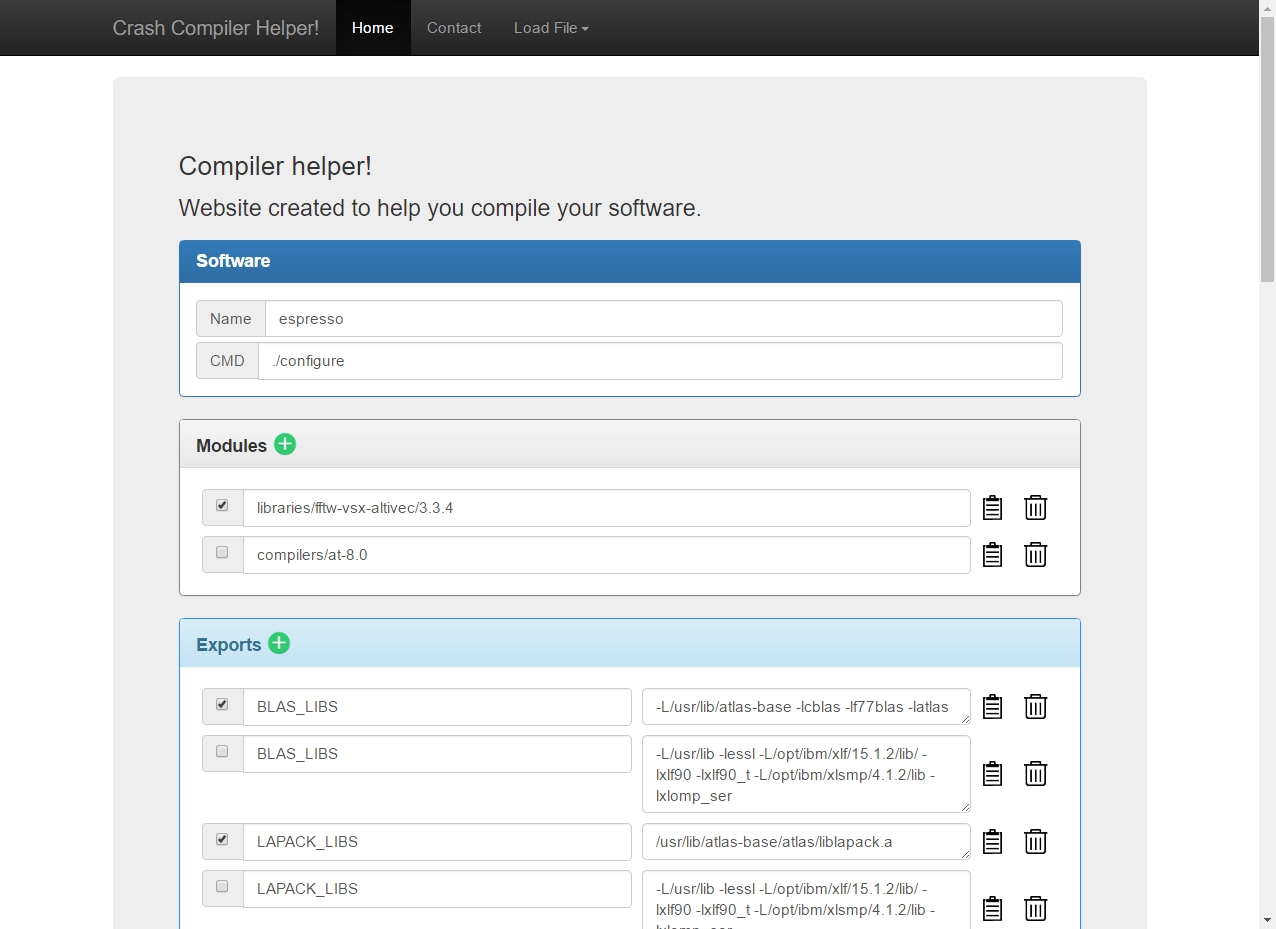 Crash Compiler Helper! Home Contact Load File
Compiler helper!
Website created to help you compile your software.
Software
Name espresso
CMD ./configure
Modules
libraries/fftw-vsx-altivec/3.3.4
compilers/at-8.0
Exports
BLAS_LIBS -L/usr/lib/atlas-base -lcblas -lf77blas -latlas
BLAS_LIBS -L/usr/lib -lessl -L/opt/ibm/xlf/15.1.2/lib/ -
lxlf90 -lxlf90_t -L/opt/ibm/xlsmp/4.1.2/lib -
lxlomp_ser
LAPACK_LIBS /usr/lib/atlas-base/atlas/liblapack.a
LAPACK_LIBS -L/usr/lib -lessl -L/opt/ibm/xlf/15.1.2/lib/ -
lxlf90 -lxlf90_t -L/opt/ibm/xlsmp/4.1.2/lib -